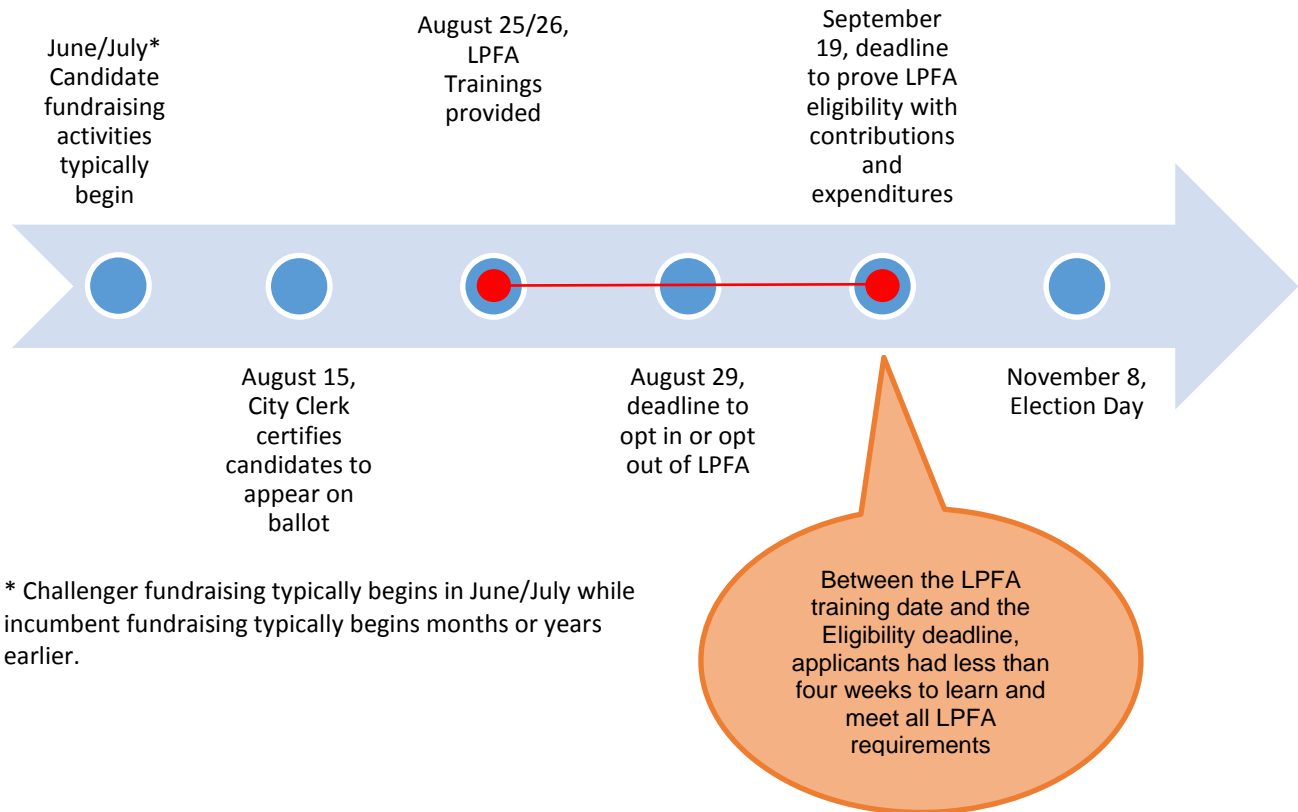 June/July*
Candidate
fundraising
activities
typically
begin
August 25/26,
LPFA
Trainings
provided
September
19, deadline
to prove LPFA
eligibility with
contributions
and
expenditures
August 15,
City Clerk
certifies
candidates to
appear on
ballot
August 29,
deadline to
opt in or opt
out of LPFA
November 8,
Election Day
* Challenger fundraising typically begins in June/July while
incumbent fundraising typically begins months or years
earlier.
Between the LPFA
training date and the
Eligibility deadline,
applicants had less than
four weeks to learn and
meet all LPFA
requirements